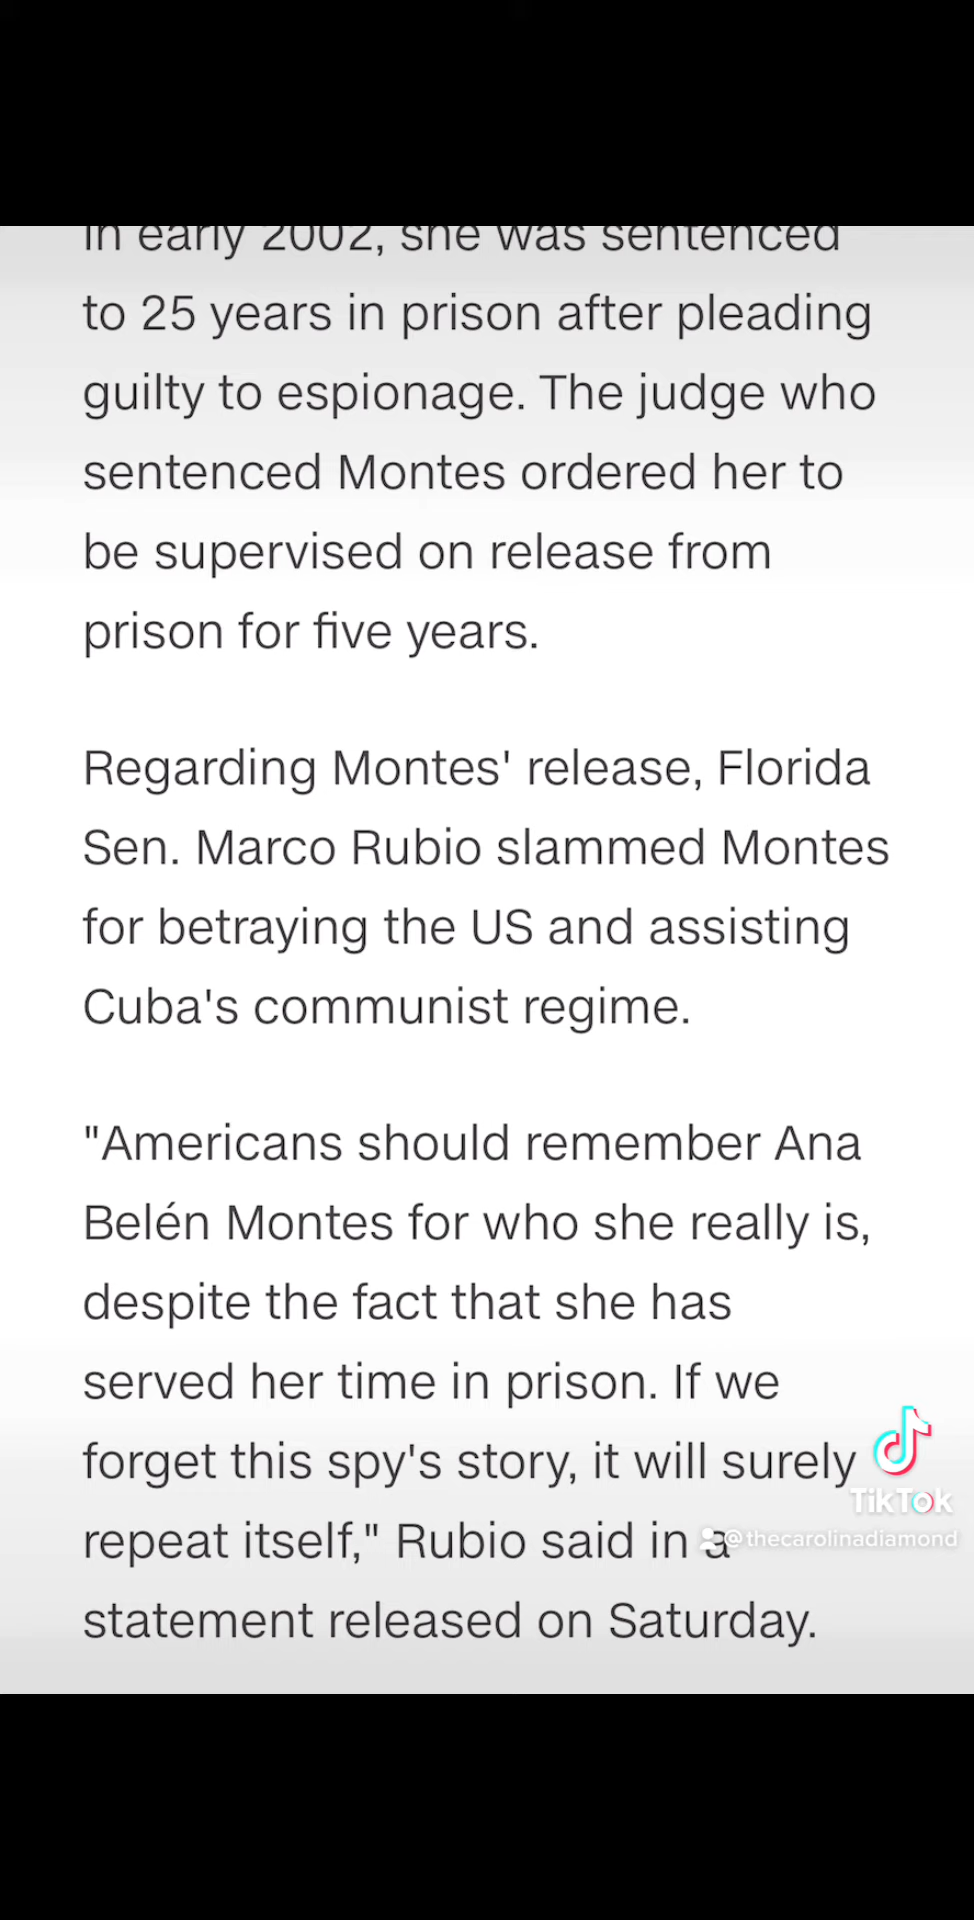 In early 2002, she was sentenced
to 25 years in prison after pleading
guilty to espionage. The judge who
sentenced Montes ordered her to
be supervised on release from
prison for five years.
Regarding Montes' release, Florida
Sen. Marco Rubio slammed Montes
for betraying the US and assisting
Cuba's communist regime.
"Americans should remember Ana
Belén Montes for who she really is,
despite the fact that she has
served her time in prison. If we
forget this spy's story, it will surely
repeat itself," Rubio said in a
statement released on Saturday.
TikTok
@thecarolinadiamond